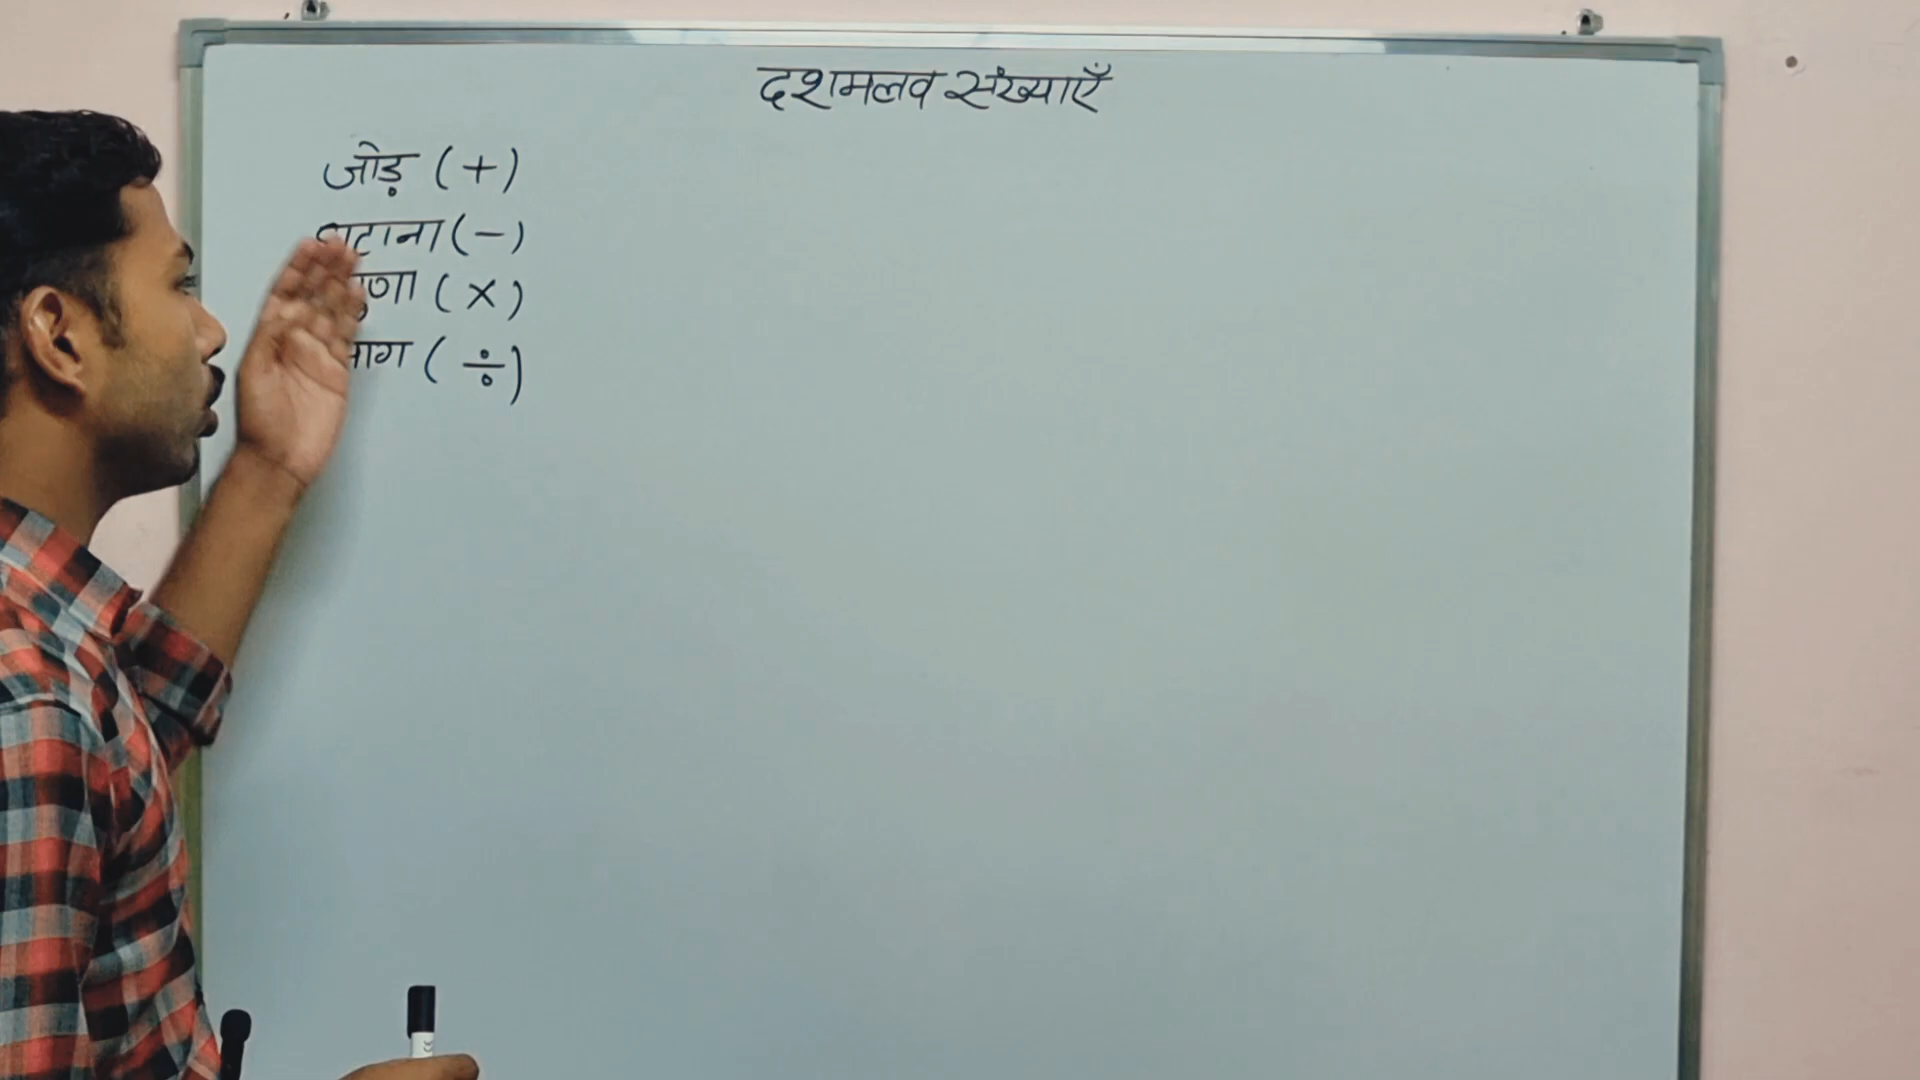 दशमलव संख्याएँ
जोड़ (+)
घटाना (-)
गुणा (×)
भाग (÷)